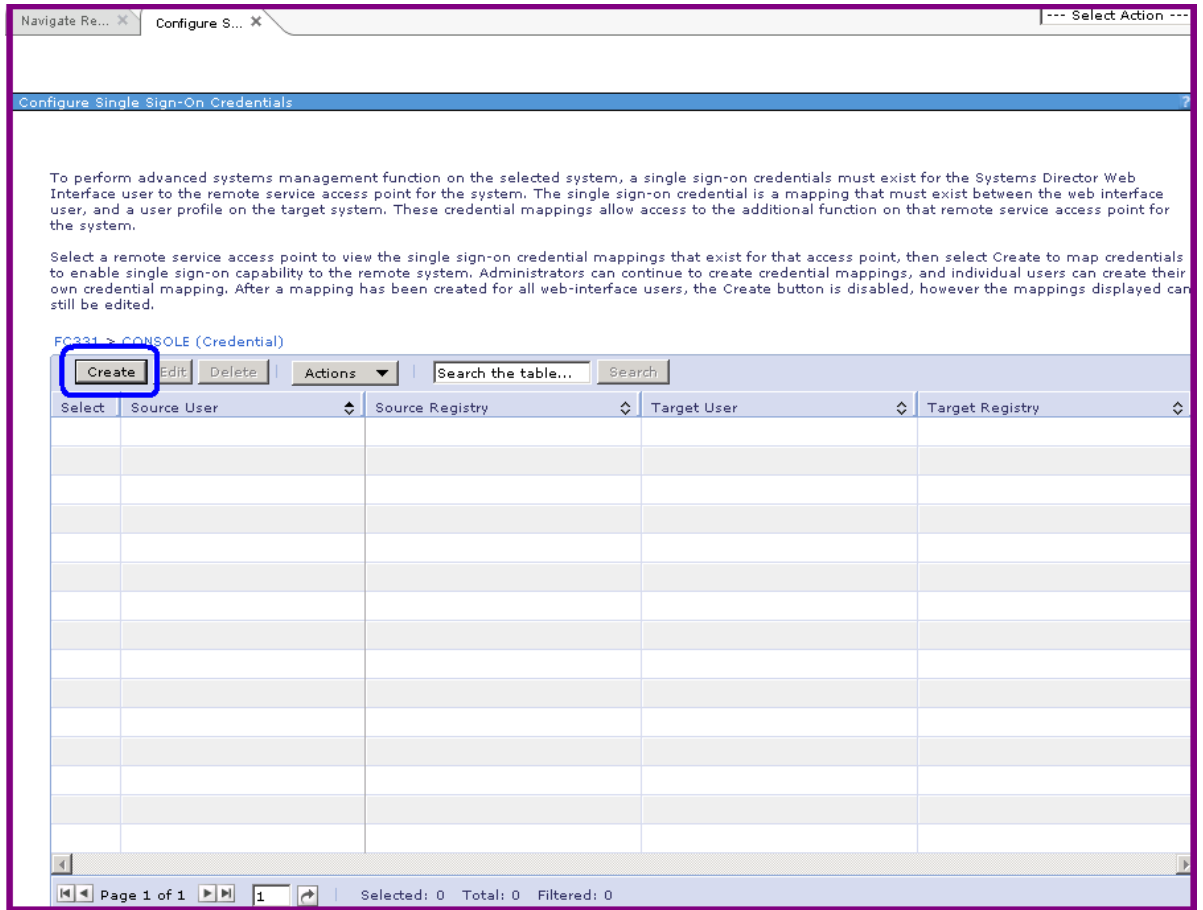 Navigate Re...
Configure S...
--- Select Action ---
Configure Single Sign-On Credentials
?
To perform advanced systems management function on the selected system, a single sign-on credentials must exist for the Systems Director Web
Interface user to the remote service access point for the system. The single sign-on credential is a mapping that must exist between the web interface
user, and a user profile on the target system. These credential mappings allow access to the additional function on that remote service access point for
the system.
Select a remote service access point to view the single sign-on credential mappings that exist for that access point, then select Create to map credentials
to enable single sign-on capability to the remote system. Administrators can continue to create credential mappings, and individual users can create their
own credential mapping. After a mapping has been created for all web-interface users, the Create button is disabled, however the mappings displayed can
still be edited.
FC331 > CONSOLE (Credential)
Create Edit Delete Actions Search the table... Search
Select Source User Source Registry Target User Target Registry
Page 1 of 1 1 Selected: 0 Total: 0 Filtered: 0